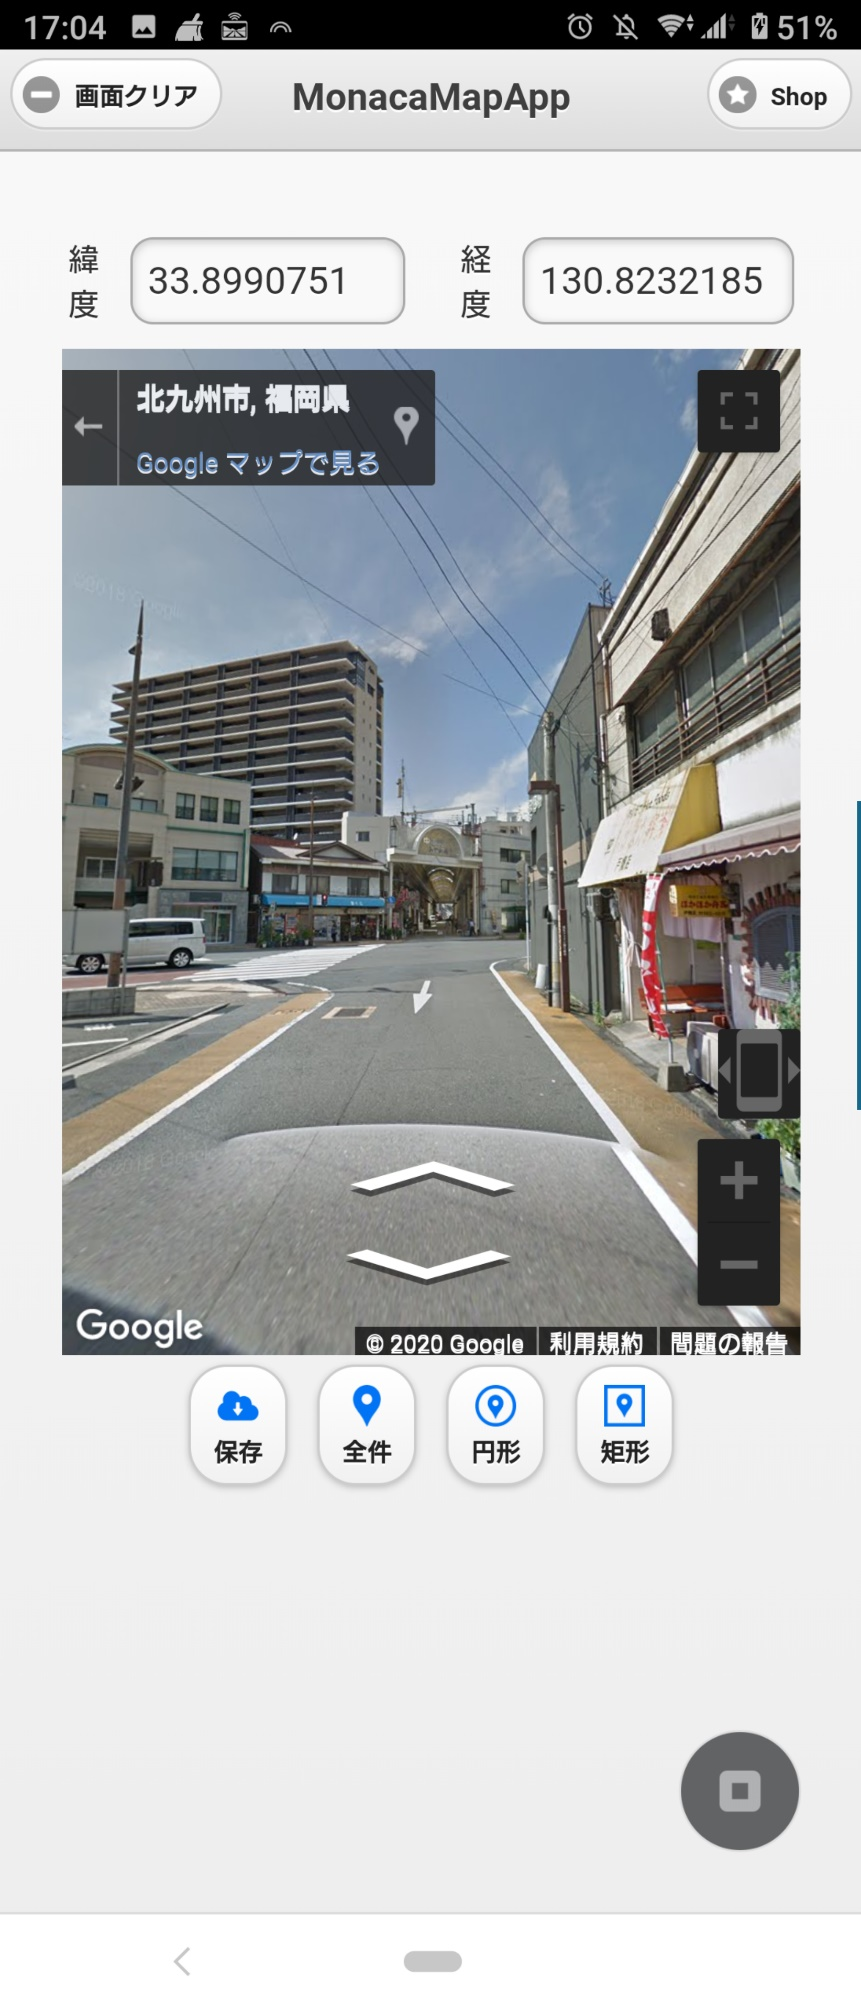 17:04
51%
画面クリア
MonacaMapApp
Shop
緯度
33.8990751
経度
130.8232185
北九州市, 福岡県
Google マップで見る
Google
© 2020 Google
利用規約
問題の報告
保存
全件
円形
矩形